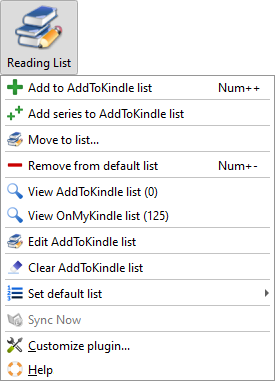 Reading List
Add to AddToKindle list Num++
Add series to AddToKindle list
Move to list...
Remove from default list Num+-
View AddToKindle list (0)
View OnMyKindle list (125)
Edit AddToKindle list
Clear AddToKindle list
Set default list
Sync Now
Customize plugin...
Help